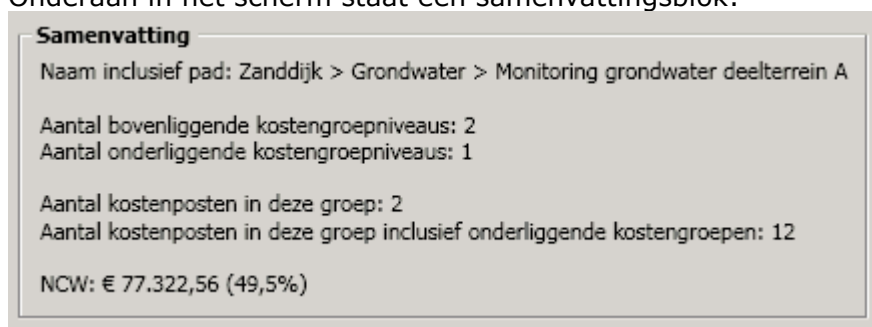 Onderaan in het scherm staat een samenvattingsblok:
Samenvatting
Naam inclusief pad: Zanddijk > Grondwater > Monitoring grondwater deelterrein A
Aantal bovenliggende kostengroepniveaus: 2
Aantal onderliggende kostengroepniveaus: 1
Aantal kostenposten in deze groep: 2
Aantal kostenposten in deze groep inclusief onderliggende kostengroepen: 12
NCW: € 77.322,56 (49,5%)